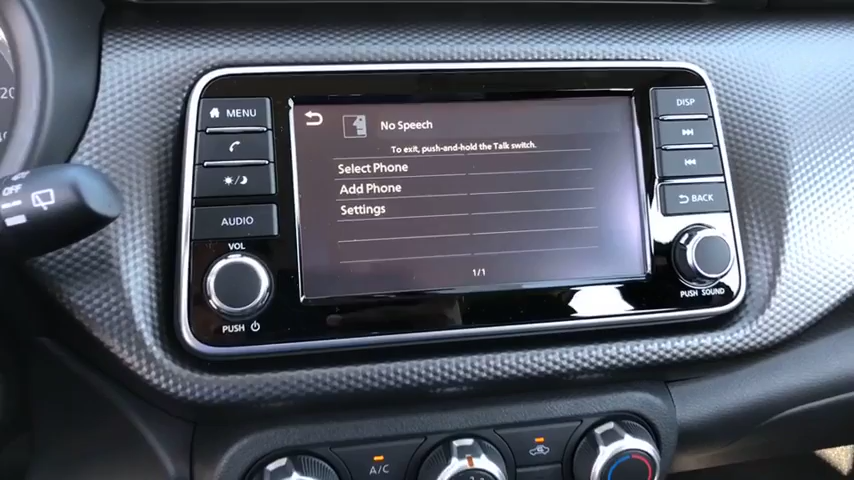 MENU
DISP
No Speech
To exit, push-and-hold the Talk switch.
Select Phone
Add Phone
Settings
1/1
BACK
AUDIO
VOL
PUSH
PUSH SOUND
OFF
A/C